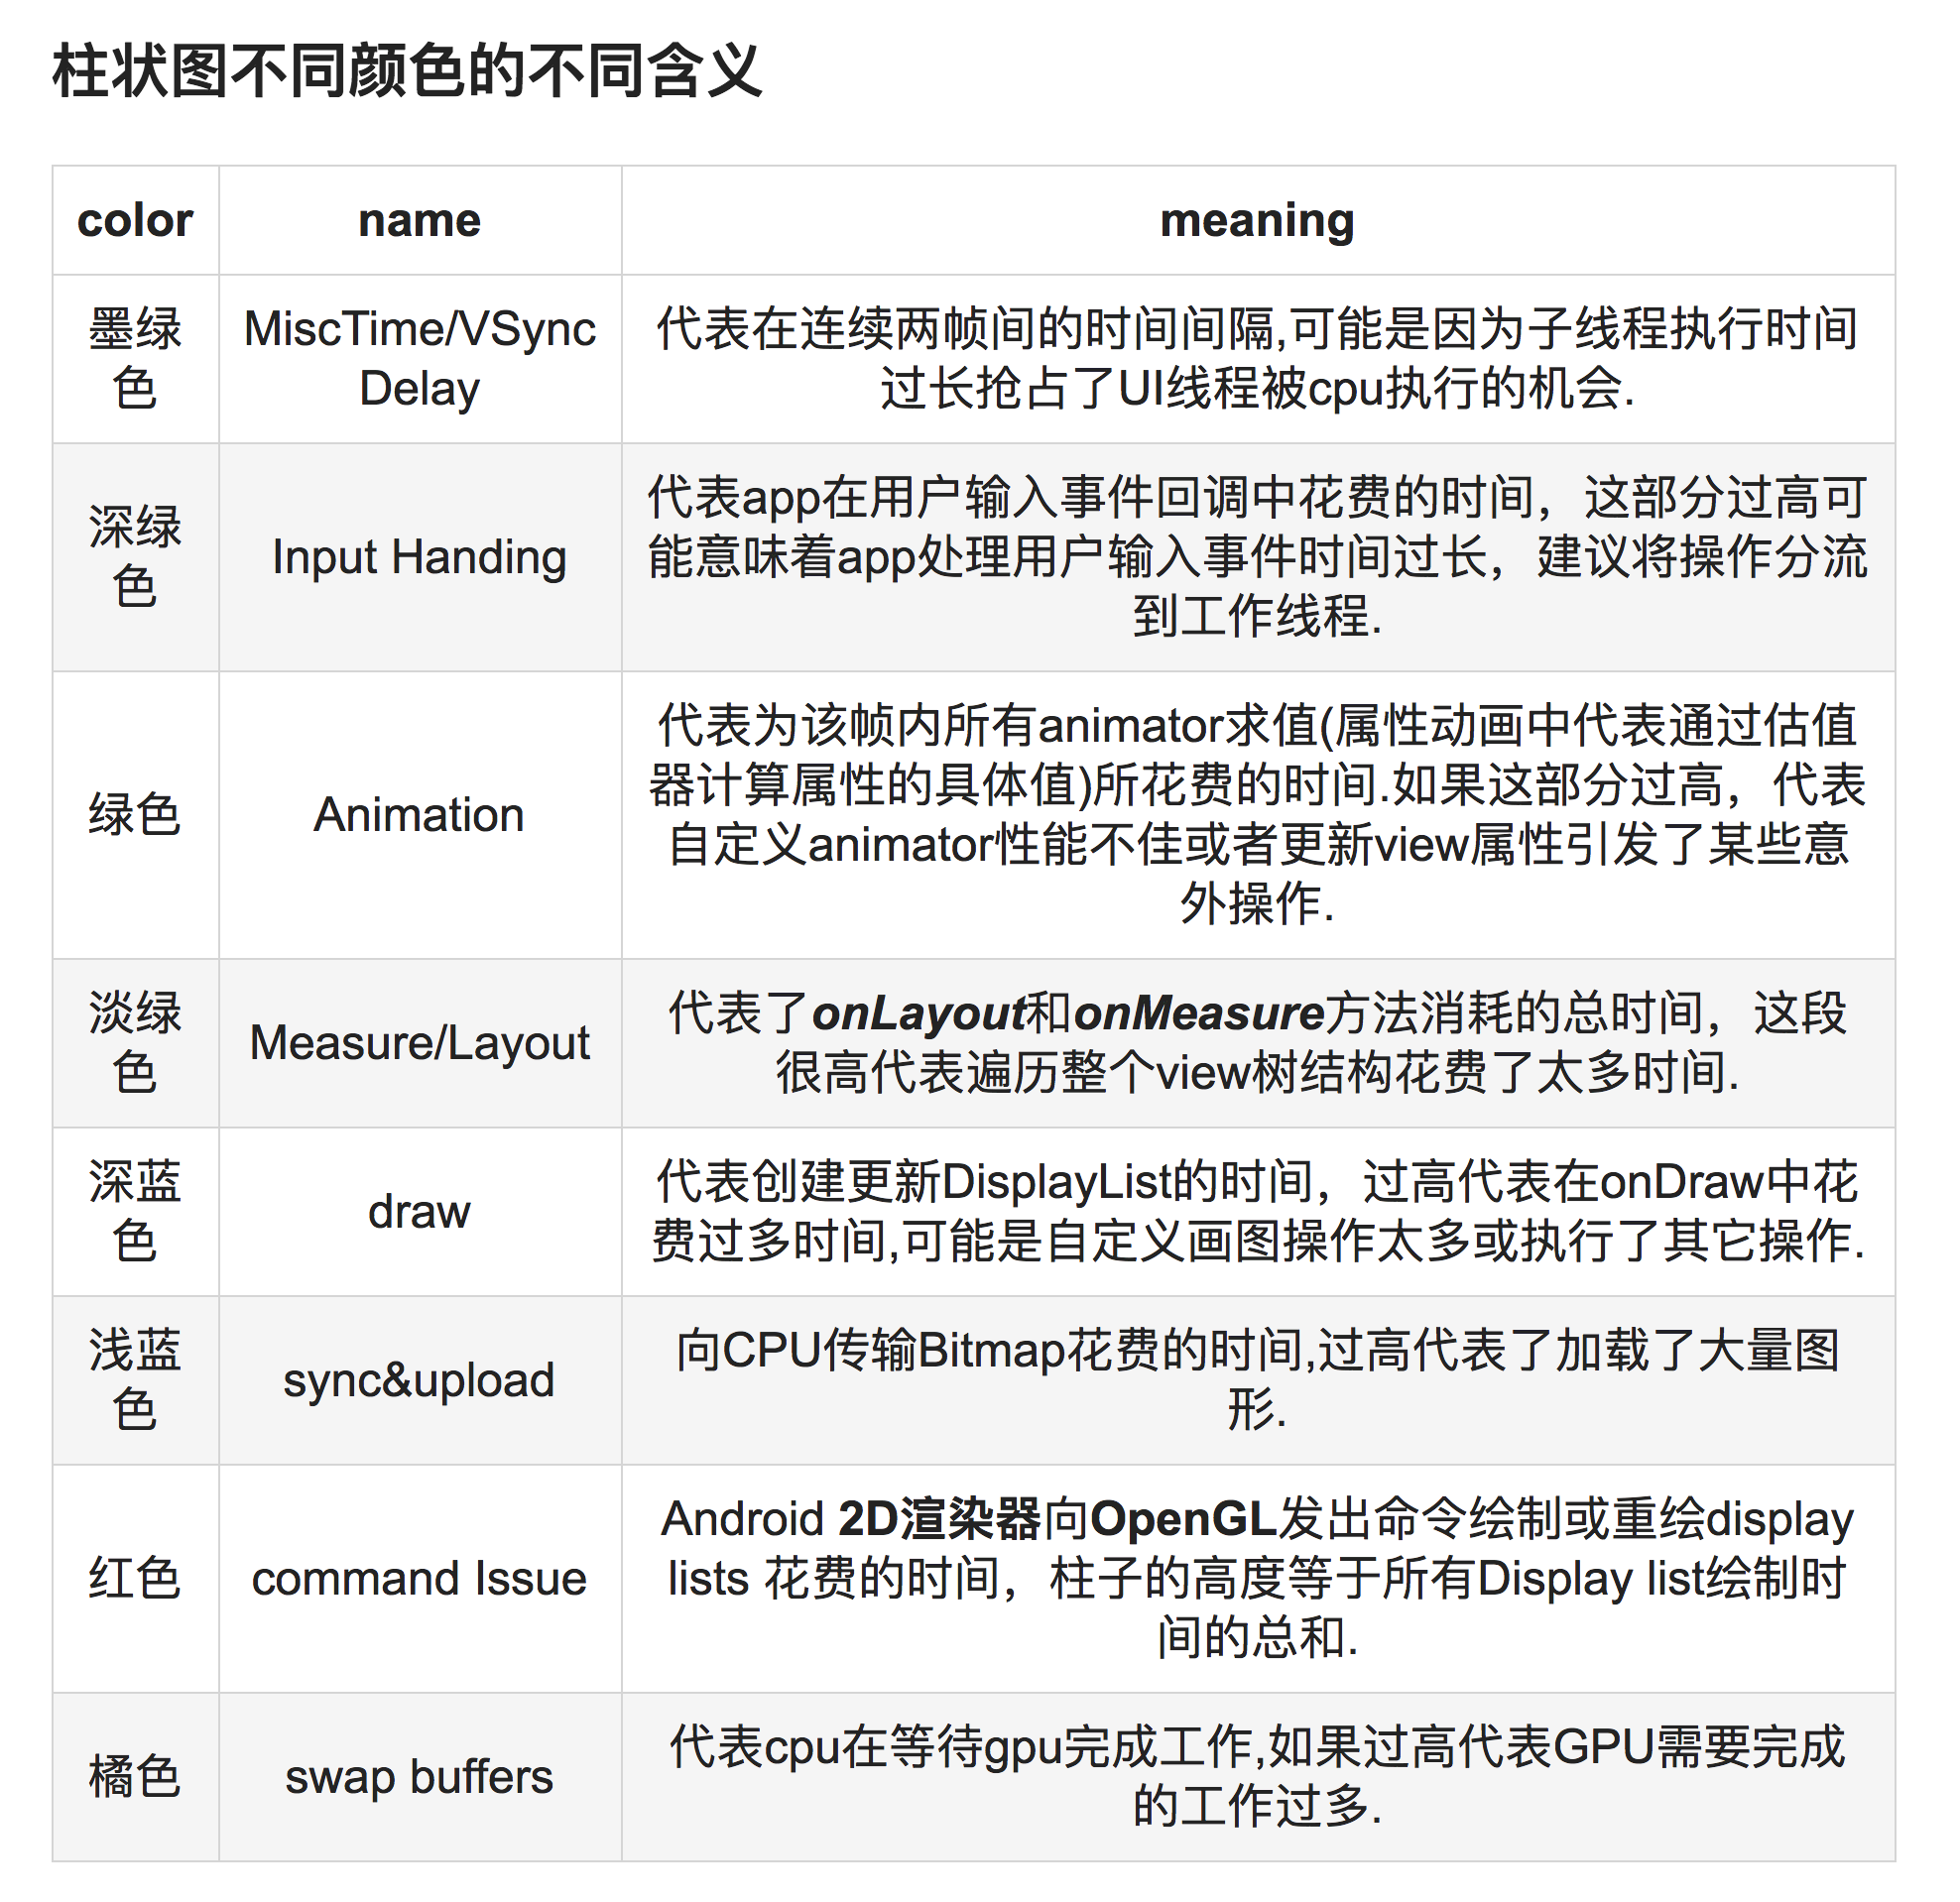 柱状图不同颜色的不同含义
color name meaning
墨绿
色
MiscTime/VSync
Delay
代表在连续两帧间的时间间隔,可能是因为子线程执行时间
过长抢占了UI线程被cpu执行的机会.
深绿
色
Input Handing
代表app在用户输入事件回调中花费的时间，这部分过高可
能意味着app处理用户输入事件时间过长，建议将操作分流
到工作线程.
绿色
Animation
代表为该帧内所有animator求值(属性动画中代表通过估值
器计算属性的具体值)所花费的时间.如果这部分过高，代表
自定义animator性能不佳或者更新view属性引发了某些意
外操作.
淡绿
色
Measure/Layout
代表了onLayout和onMeasure方法消耗的总时间，这段
很高代表遍历整个view树结构花费了太多时间.
深蓝
色
draw
代表创建更新DisplayList的时间，过高代表在onDraw中花
费过多时间,可能是自定义画图操作太多或执行了其它操作.
浅蓝
色
sync&upload
向CPU传输Bitmap花费的时间,过高代表了加载了大量图
形.
红色
command Issue
Android 2D渲染器向OpenGL发出命令绘制或重绘display
lists 花费的时间，柱子的高度等于所有Display list绘制时
间的总和.
橘色
swap buffers
代表cpu在等待gpu完成工作,如果过高代表GPU需要完成
的工作过多.